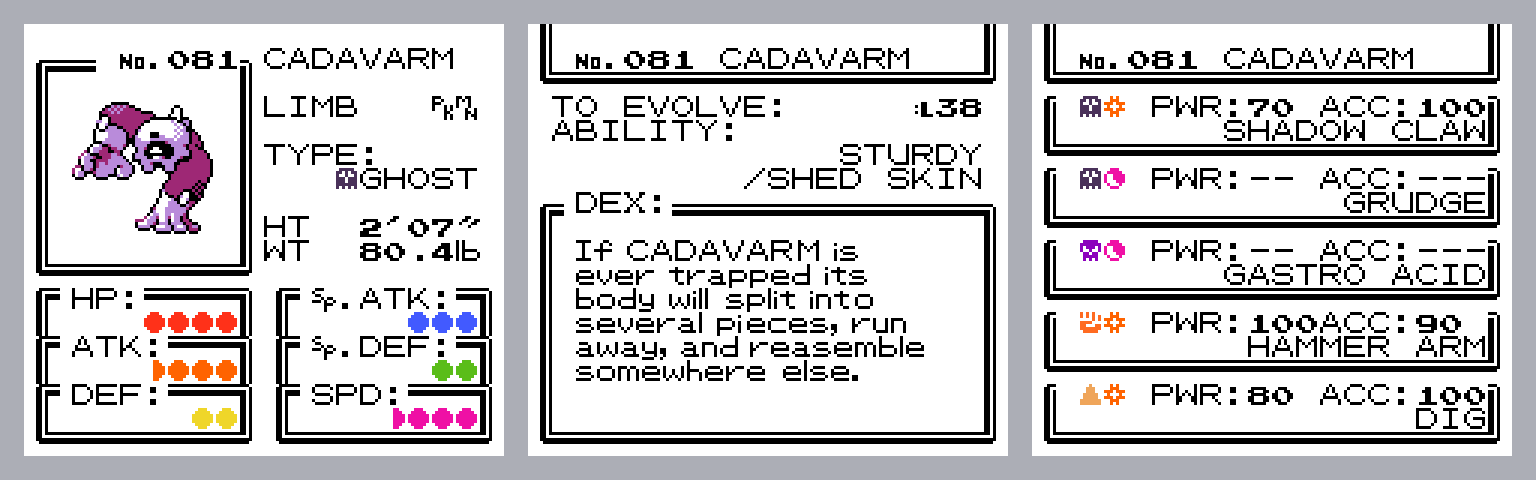 No. 081 CADAVARM
LIMB PKMN
TYPE:
GHOST
HT 2'07"
WT 80.4lb
HP:
ATK:
DEF:
Sp. ATK:
Sp. DEF:
SPD:
No. 081 CADAVARM
TO EVOLVE: :L38
ABILITY:
STURDY
/SHED SKIN
DEX:
If CADAVARM is
ever trapped its
body will split into
several pieces, run
away, and reasemble
somewhere else.
No. 081 CADAVARM
PWR:70 ACC:100
SHADOW CLAW
PWR:-- ACC:---
GRUDGE
PWR:-- ACC:---
GASTRO ACID
PWR:100 ACC:90
HAMMER ARM
PWR:80 ACC:100
DIG